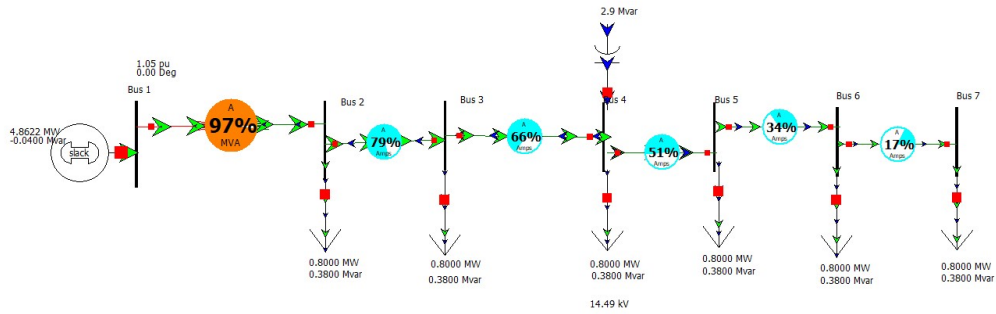 2.9 Mvar
1.05 pu
0.00 Deg
Bus 1
Bus 2
Bus 3
Bus 4
Bus 5
Bus 6
Bus 7
4.8622 MW
-0.0400 Mvar
slack
A
97%
MVA
A
79%
Amps
A
66%
Amps
A
51%
Amps
A
34%
Amps
A
17%
Amps
0.8000 MW
0.3800 Mvar
0.8000 MW
0.3800 Mvar
0.8000 MW
0.3800 Mvar
0.8000 MW
0.3800 Mvar
0.8000 MW
0.3800 Mvar
0.8000 MW
0.3800 Mvar
14.49 kV